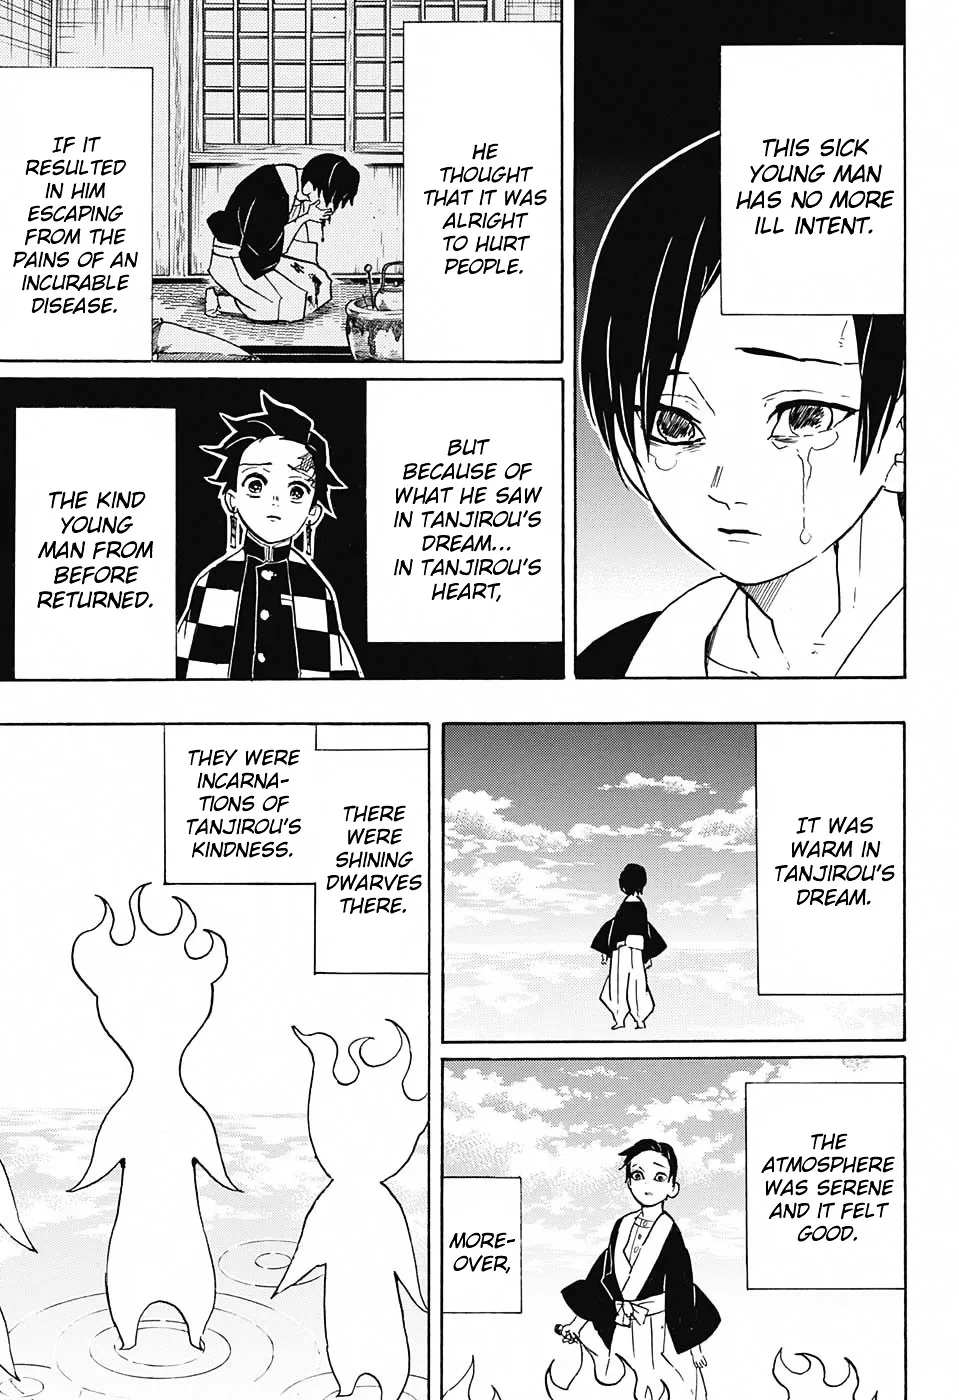 THIS SICK
YOUNG MAN
HAS NO MORE
ILL INTENT.
HE
THOUGHT
THAT IT WAS
ALRIGHT
TO HURT
PEOPLE.
IF IT
RESULTED
IN HIM
ESCAPING
FROM THE
PAINS OF AN
INCURABLE
DISEASE.
BUT
BECAUSE OF
WHAT HE SAW
IN TANJIROU'S
DREAM...
IN TANJIROU'S
HEART,
THE KIND
YOUNG
MAN FROM
BEFORE
RETURNED.
IT WAS
WARM IN
TANJIROU'S
DREAM.
THE
ATMOSPHERE
WAS SERENE
AND IT FELT
GOOD.
MORE-
OVER,
THERE
WERE
SHINING
DWARVES
THERE.
THEY WERE
INCARNA-
TIONS OF
TANJIROU'S
KINDNESS.